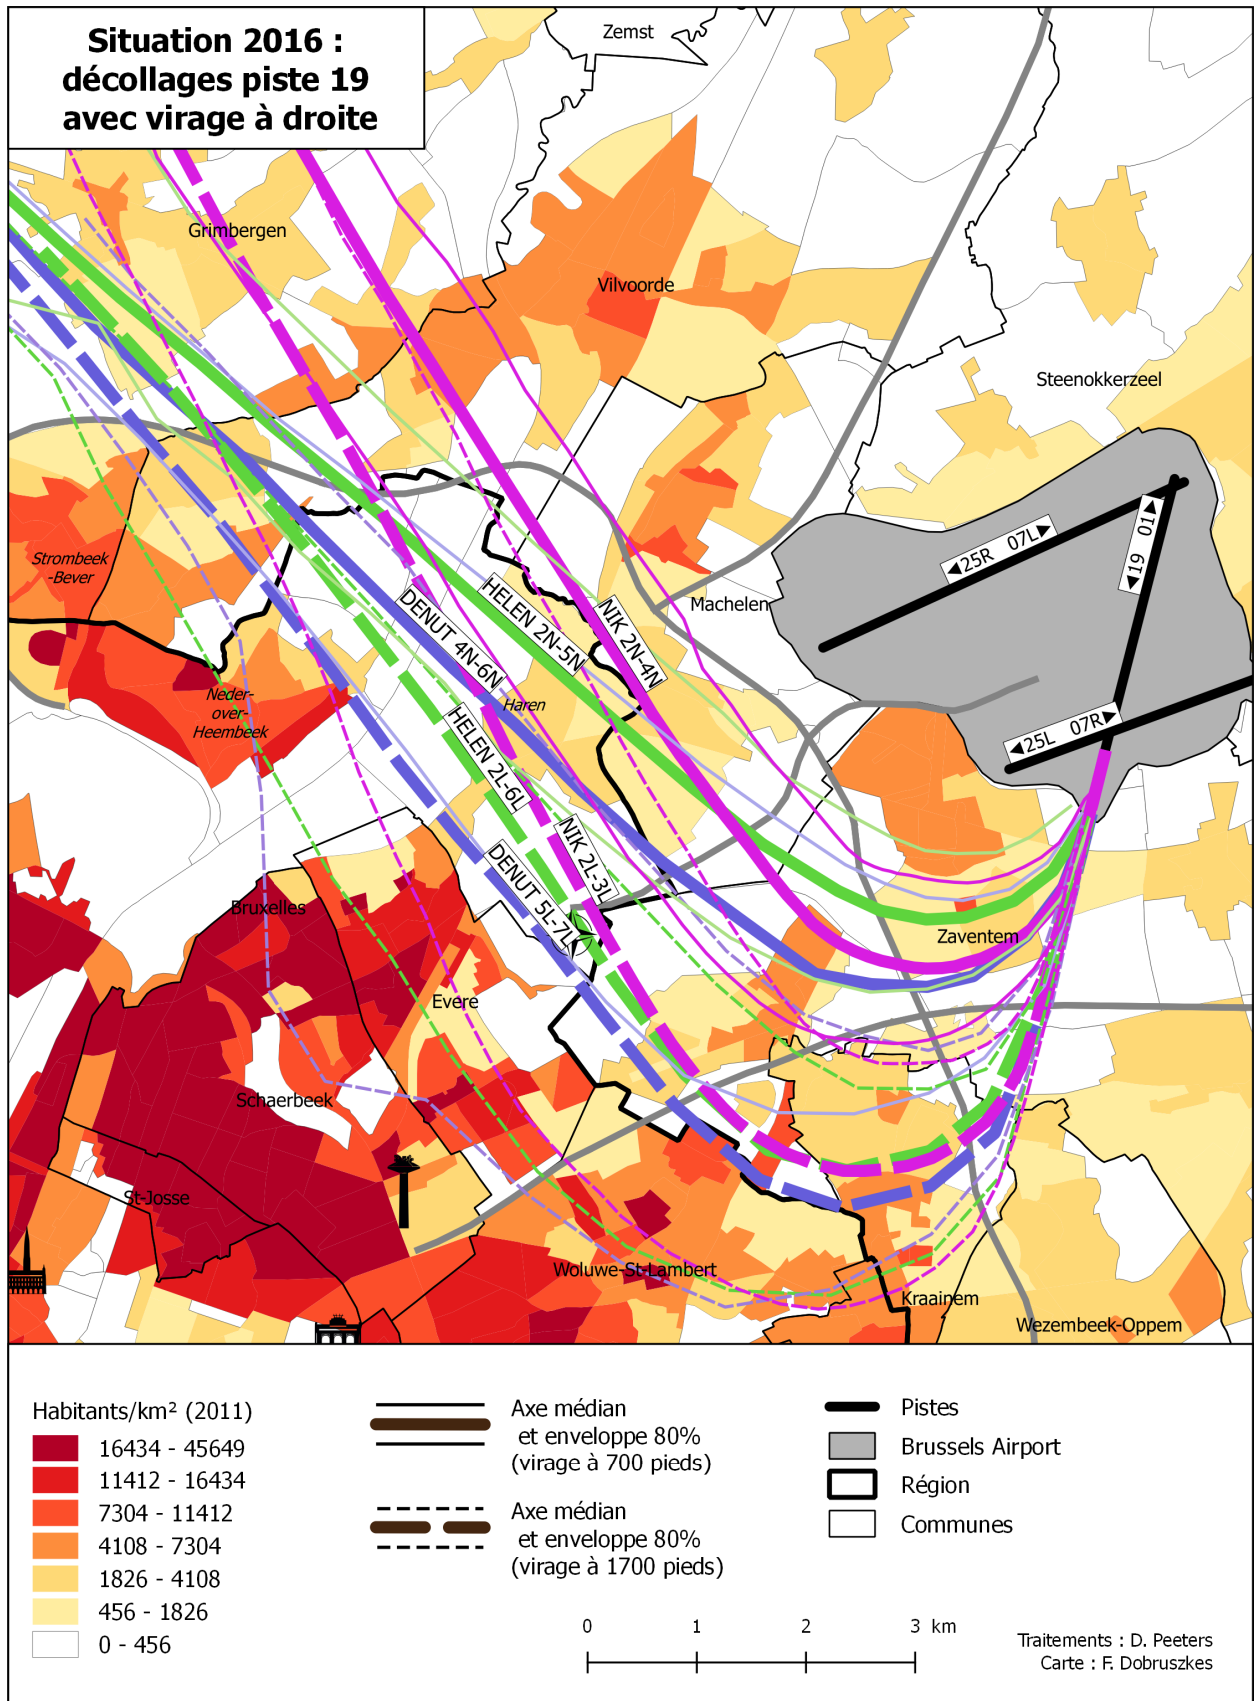 Situation 2016 :
décollages piste 19
avec virage à droite
Zemst
Grimbergen
Vilvoorde
Steenokkerzeel
Strombeek
-Bever
Machelen
◀25R 07L▶
◀19 01▶
◀25L 07R▶
DENUT 4N-6N
HELEN 2N-5N
NIK 2N-4N
Neder-
over-
Heembeek
Haren
HELEN 2L-6L
NIK 2L-3L
DENUT 5L-7L
Bruxelles
Zaventem
Evere
Schaerbeek
St-Josse
Woluwe-St-Lambert
Kraainem
Wezembeek-Oppem
Habitants/km² (2011)
16434 - 45649
11412 - 16434
7304 - 11412
4108 - 7304
1826 - 4108
456 - 1826
0 - 456
Axe médian
et enveloppe 80%
(virage à 700 pieds)
Axe médian
et enveloppe 80%
(virage à 1700 pieds)
Pistes
Brussels Airport
Région
Communes
0 1 2 3 km
Traitements : D. Peeters
Carte : F. Dobruszkes